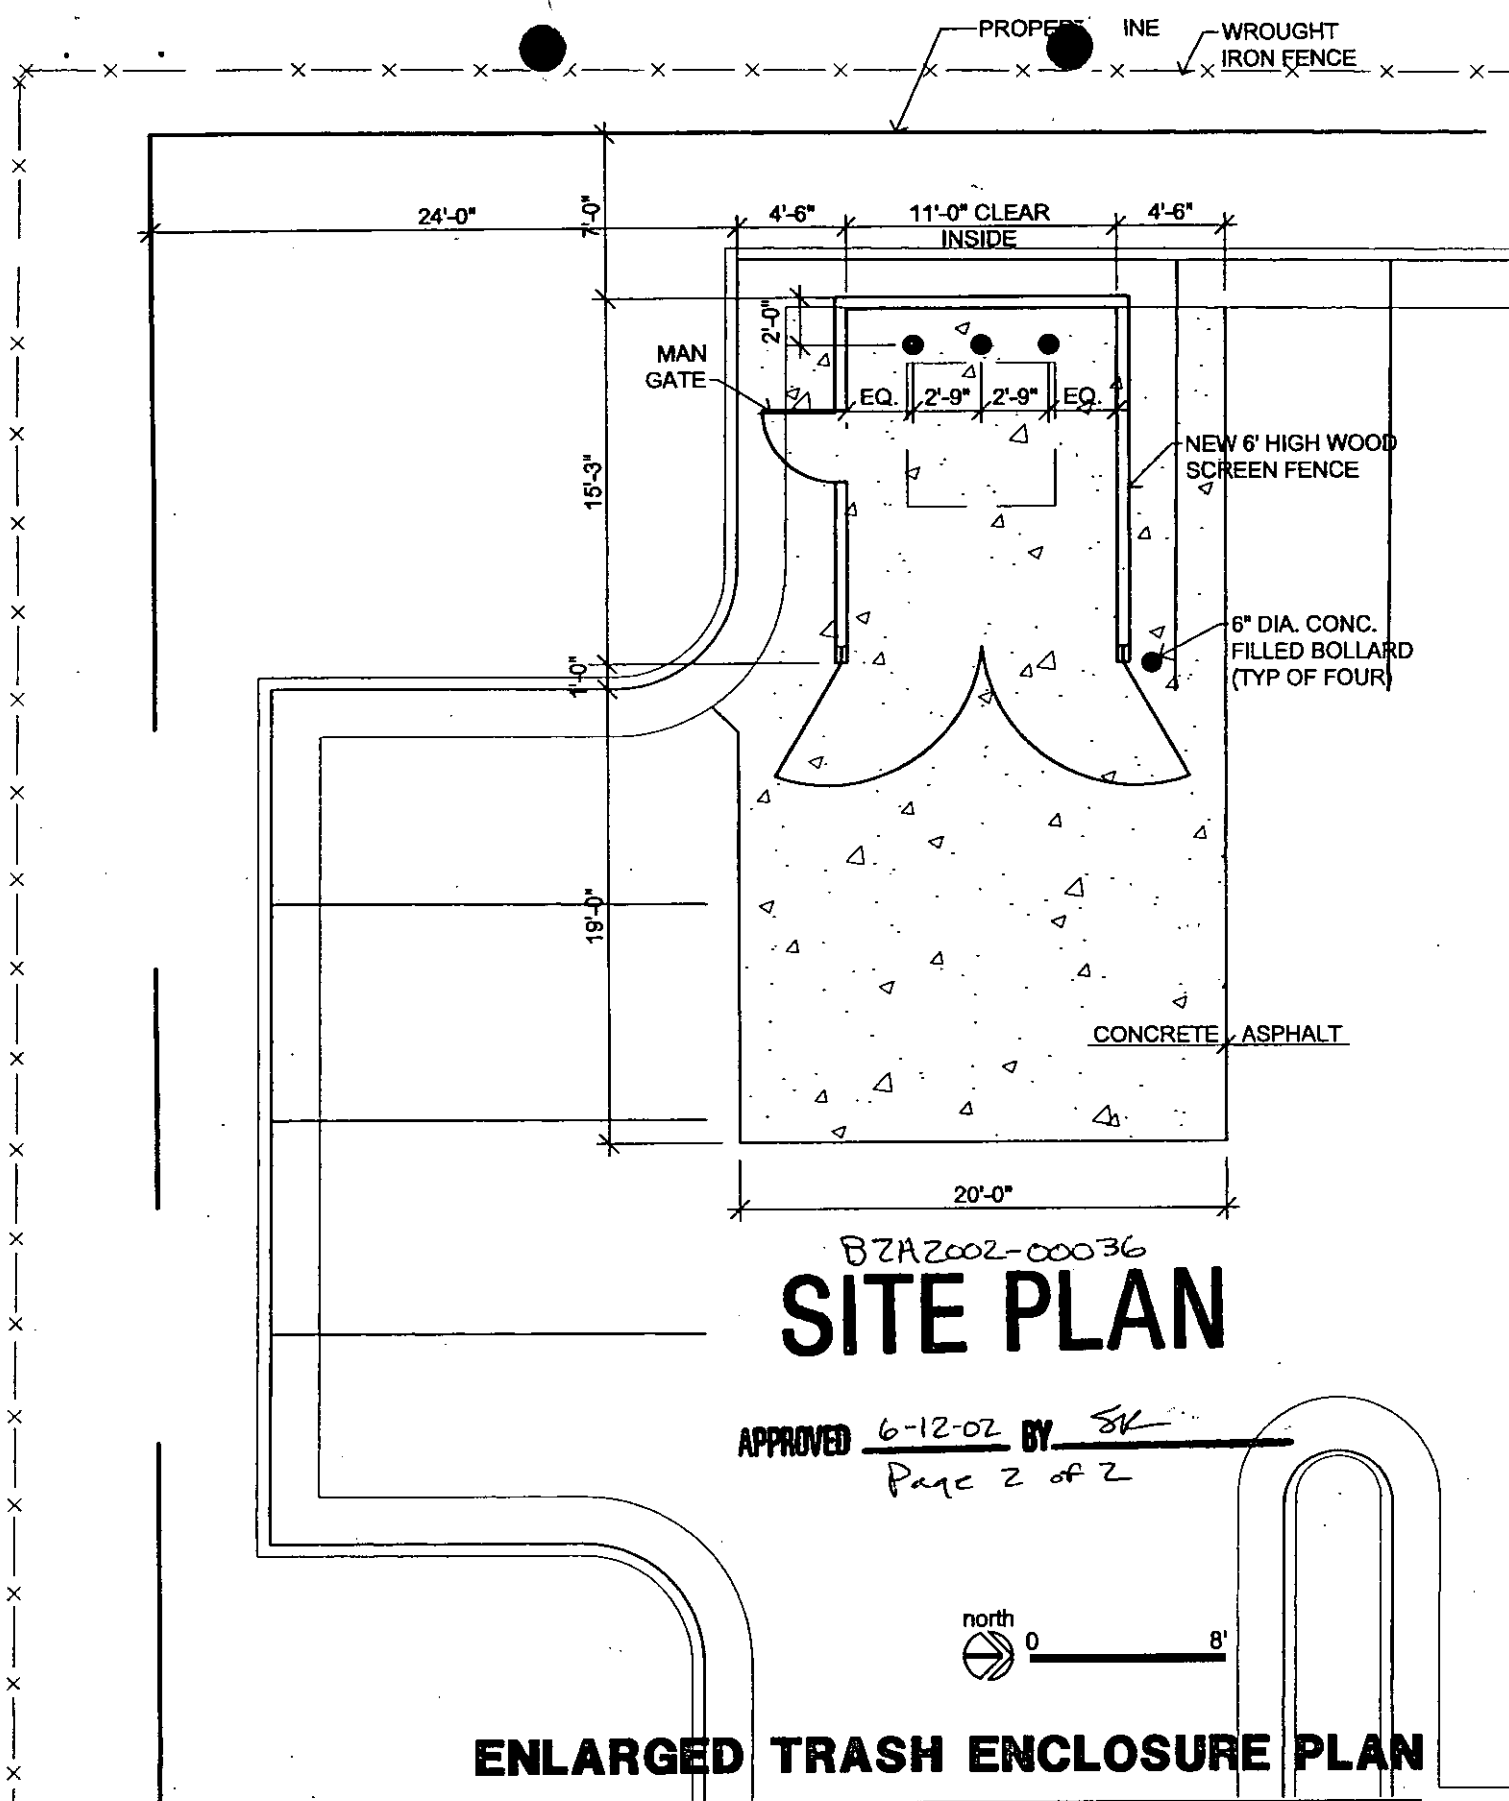 WROUGHT
IRON FENCE
24'-0"
7'-0"
4'-6"
11'-0" CLEAR
INSIDE
4'-6"
2'-0"
MAN
GATE
EQ.
2'-9"
2'-9"
EQ.
NEW 6' HIGH WOOD
SCREEN FENCE
15'-3"
6" DIA. CONC.
FILLED BOLLARD
(TYP OF FOUR)
1'-0"
19'-0"
CONCRETE
ASPHALT
20'-0"
BZA2002-00036
SITE PLAN
APPROVED 6-12-02 BY SK
Page 2 of 2
north
0
8'
ENLARGED TRASH ENCLOSURE PLAN